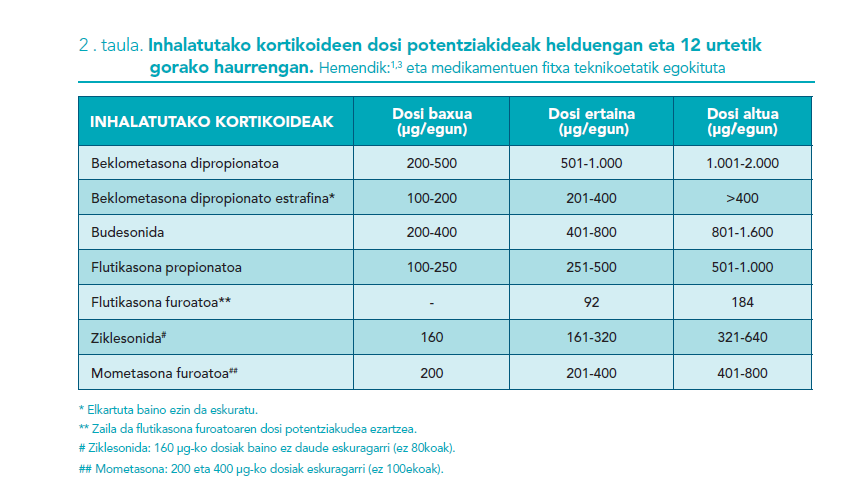 2 . taula. Inhalatutako kortikoideen dosi potentziakideak helduengan eta 12 urtetik
gorako haurrengan. Hemendik:1,3 eta medikamentuen fitxa teknikoetatik egokituta
INHALATUTAKO KORTIKOIDEAK Dosi baxua (µg/egun) Dosi ertaina (µg/egun) Dosi altua (µg/egun)
Beklometasona dipropionatoa 200-500 501-1.000 1.001-2.000
Beklometasona dipropionato estrafina* 100-200 201-400 >400
Budesonida 200-400 401-800 801-1.600
Flutikasona propionatoa 100-250 251-500 501-1.000
Flutikasona furoatoa** - 92 184
Ziklesonida# 160 161-320 321-640
Mometasona furoatoa## 200 201-400 401-800
* Elkartuta baino ezin da eskuratu.
** Zaila da flutikasona furoatoaren dosi potentziakudea ezartzea.
# Ziklesonida: 160 µg-ko dosiak baino ez daude eskuragarri (ez 80koak).
## Mometasona: 200 eta 400 µg-ko dosiak eskuragarri (ez 100ekoak).